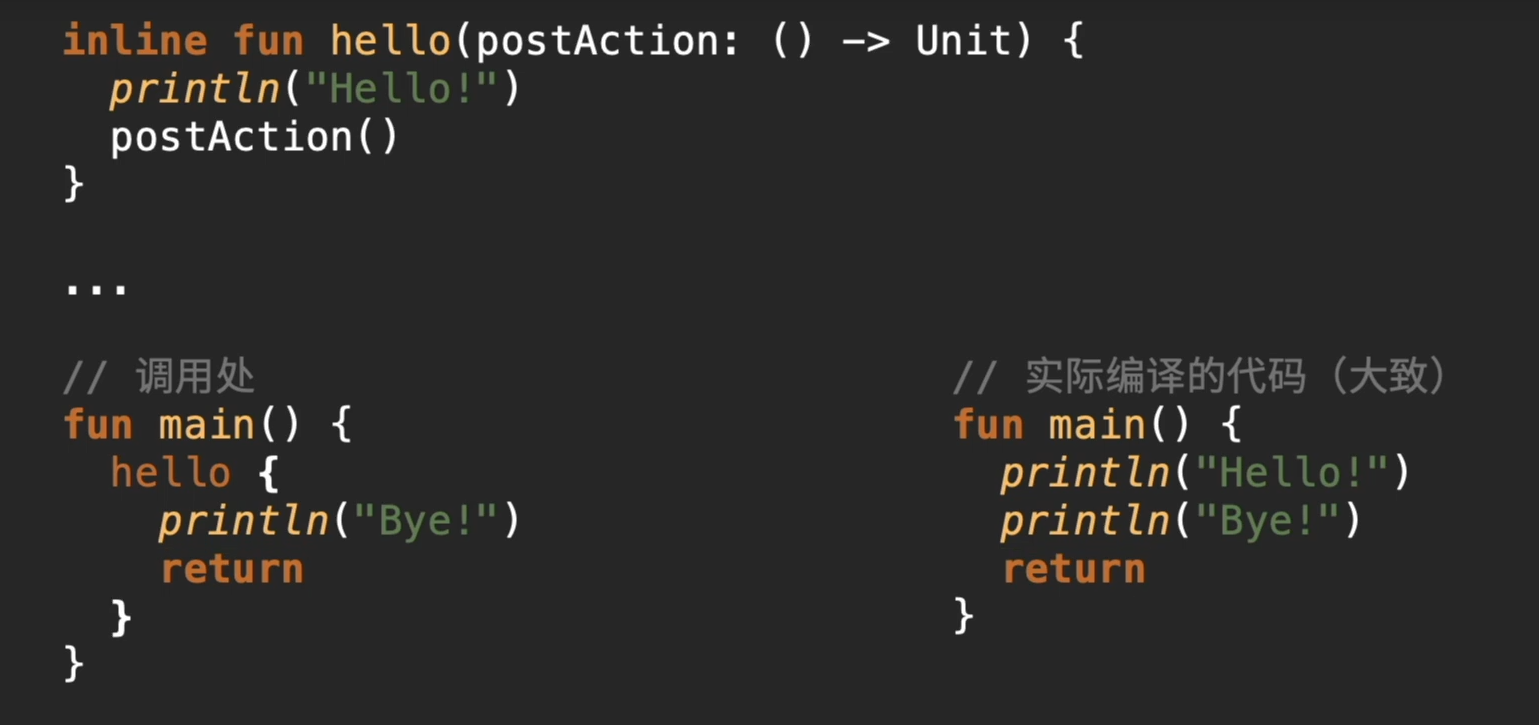 inline fun hello(postAction: () -> Unit) {
  println("Hello!")
  postAction()
}
...
// 调用处
fun main() {
  hello {
    println("Bye!")
    return
  }
}
// 实际编译的代码（大致）
fun main() {
  println("Hello!")
  println("Bye!")
  return
}